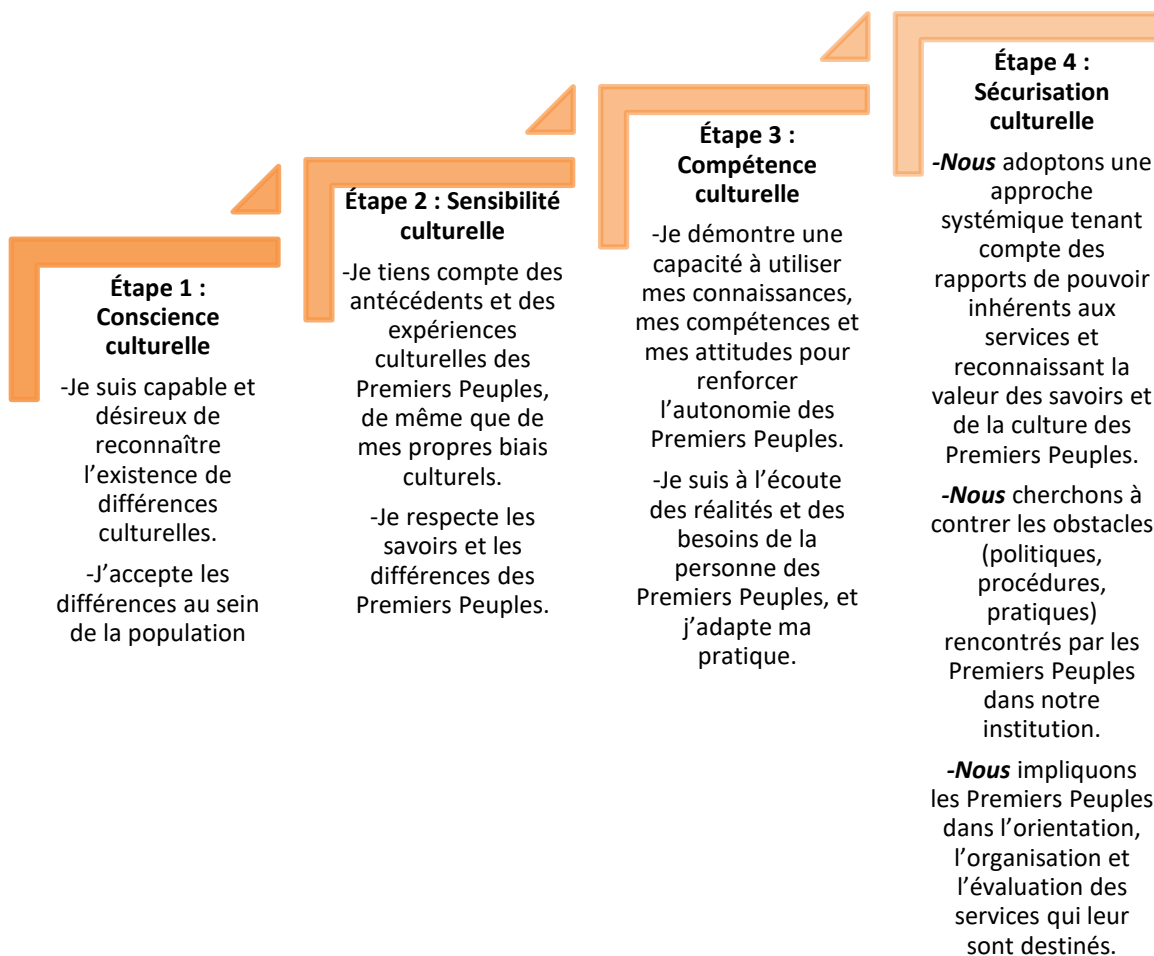 Étape 1 :
Conscience
culturelle
-Je suis capable et
désireux de
reconnaître
l’existence de
différences
culturelles.
-J’accepte les
différences au sein
de la population
Étape 2 : Sensibilité
culturelle
-Je tiens compte des
antécédents et des
expériences
culturelles des
Premiers Peuples,
de même que de
mes propres biais
culturels.
-Je respecte les
savoirs et les
différences des
Premiers Peuples.
Étape 3 :
Compétence
culturelle
-Je démontre une
capacité à utiliser
mes connaissances,
mes compétences et
mes attitudes pour
renforcer
l’autonomie des
Premiers Peuples.
-Je suis à l’écoute
des réalités et des
besoins de la
personne des
Premiers Peuples, et
j’adapte ma
pratique.
Étape 4 :
Sécurisation
culturelle
-Nous adoptons une
approche
systémique tenant
compte des
rapports de pouvoir
inhérents aux
services et
reconnaissant la
valeur des savoirs et
de la culture des
Premiers Peuples.
-Nous cherchons à
contrer les obstacles
(politiques,
procédures,
pratiques)
rencontrés par les
Premiers Peuples
dans notre
institution.
-Nous impliquons
les Premiers Peuples
dans l’orientation,
l’organisation et
l’évaluation des
services qui leur
sont destinés.